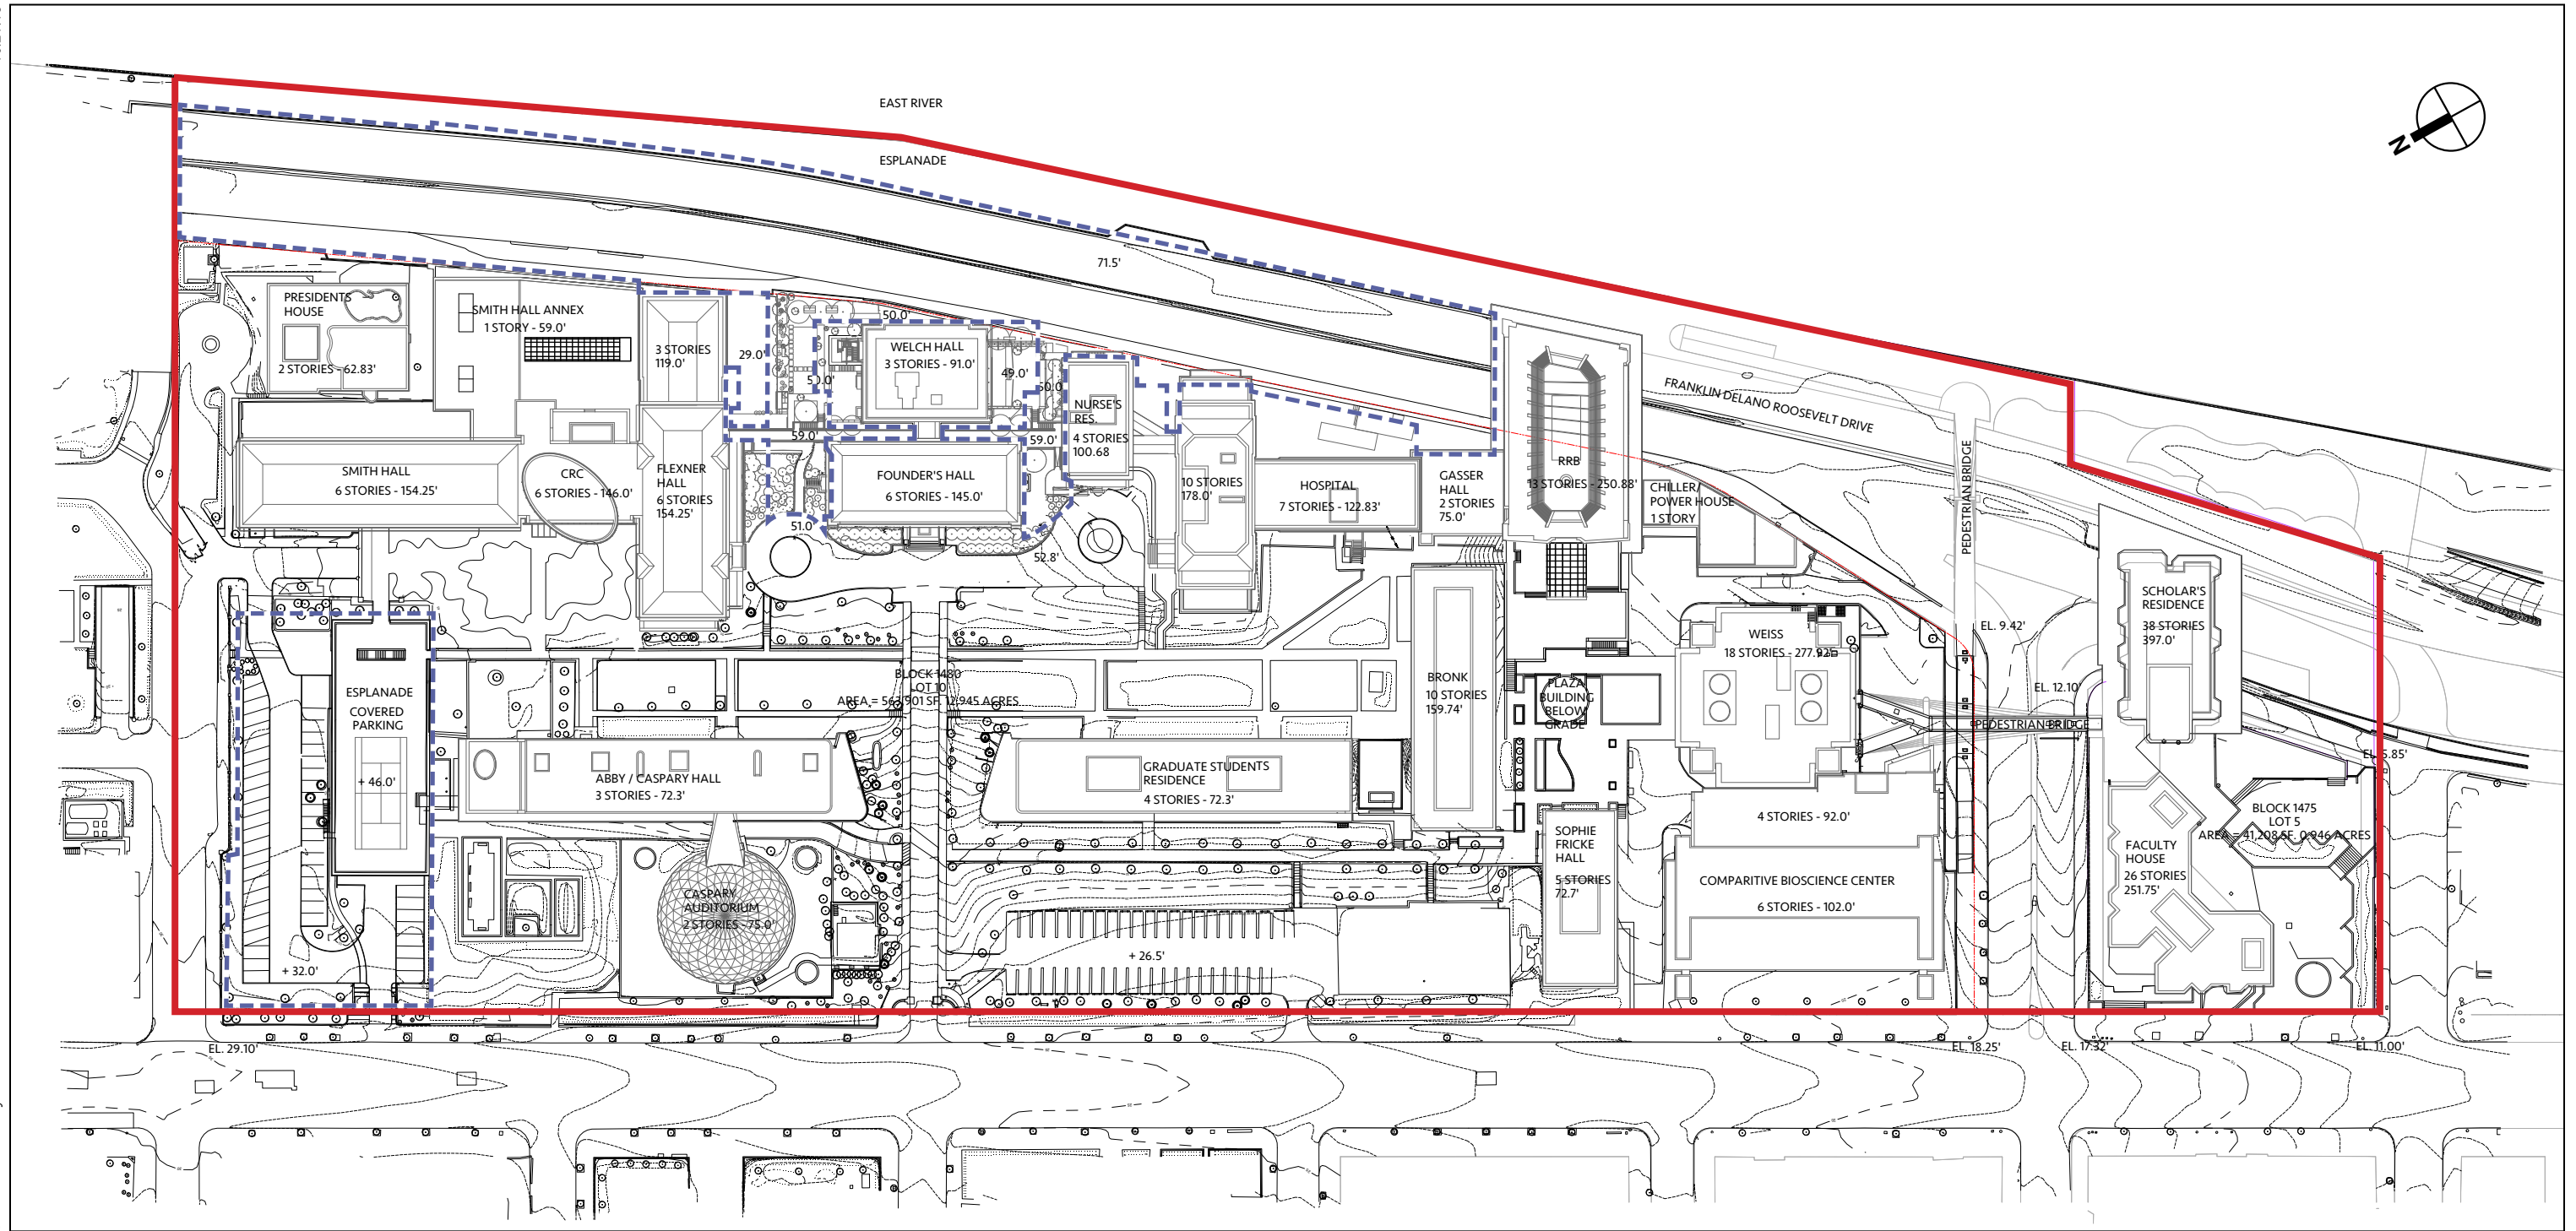 EAST RIVER
N
ESPLANADE
71.5'
PRESIDENTS
HOUSE
2 STORIES - 62.83'
SMITH HALL ANNEX
1 STORY - 59.0'
3 STORIES
119.0'
29.0'
50.0'
50.0'
WELCH HALL
3 STORIES - 91.0'
49.0'
50.0'
NURSE'S
RES.
4 STORIES
100.68
59.0'
59.0'
SMITH HALL
6 STORIES - 154.25'
CRC
6 STORIES - 146.0'
FLEXNER
HALL
6 STORIES
154.25'
FOUNDER'S HALL
6 STORIES - 145.0'
51.0'
52.8'
10 STORIES
178.0'
HOSPITAL
7 STORIES - 122.83'
GASSER
HALL
2 STORIES
75.0'
RRB
13 STORIES - 250.88'
CHILLER/
POWER HOUSE
1 STORY
FRANKLIN DELANO ROOSEVELT DRIVE
PEDESTRIAN BRIDGE
SCHOLAR'S
RESIDENCE
38 STORIES
397.0'
EL. 9.42'
EL. 12.10'
WEISS
18 STORIES - 277.92'
PEDESTRIAN BRIDGE
EL. 5.85'
ESPLANADE
COVERED
PARKING
+ 46.0'
+ 32.0'
BLOCK 1480
LOT 10
BRONK
10 STORIES
159.74'
PLAZA
BUILDING
BELOW
GRADE
ABBY / CASPARY HALL
3 STORIES - 72.3'
GRADUATE STUDENTS
RESIDENCE
4 STORIES - 72.3'
CASPARY
AUDITORIUM
2 STORIES - 75.0'
+ 26.5'
SOPHIE
FRICKE
HALL
5 STORIES
72.7'
4 STORIES - 92.0'
COMPARITIVE BIOSCIENCE CENTER
6 STORIES - 102.0'
BLOCK 1475
LOT 5
AREA = 41,208 SF. 0.946 ACRES
FACULTY
HOUSE
26 STORIES
251.75'
EL. 29.10'
EL. 18.25'
EL. 17.32'
EL. 11.00'